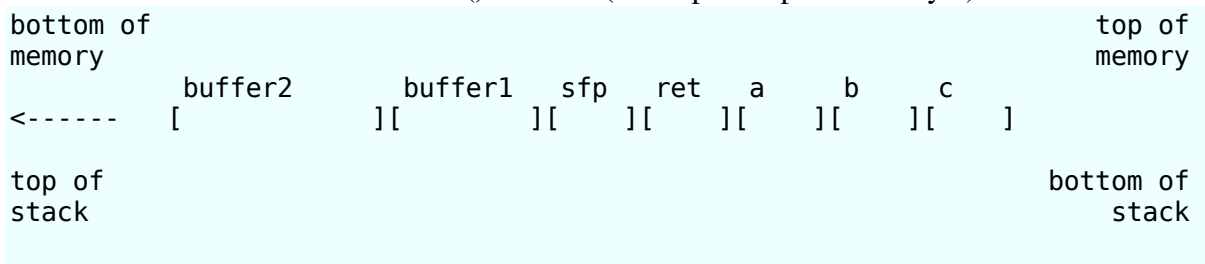 bottom of top of
memory memory
buffer2 buffer1 sfp ret a b c
<------ [ ][ ][ ][ ][ ][ ][ ]
top of bottom of
stack stack